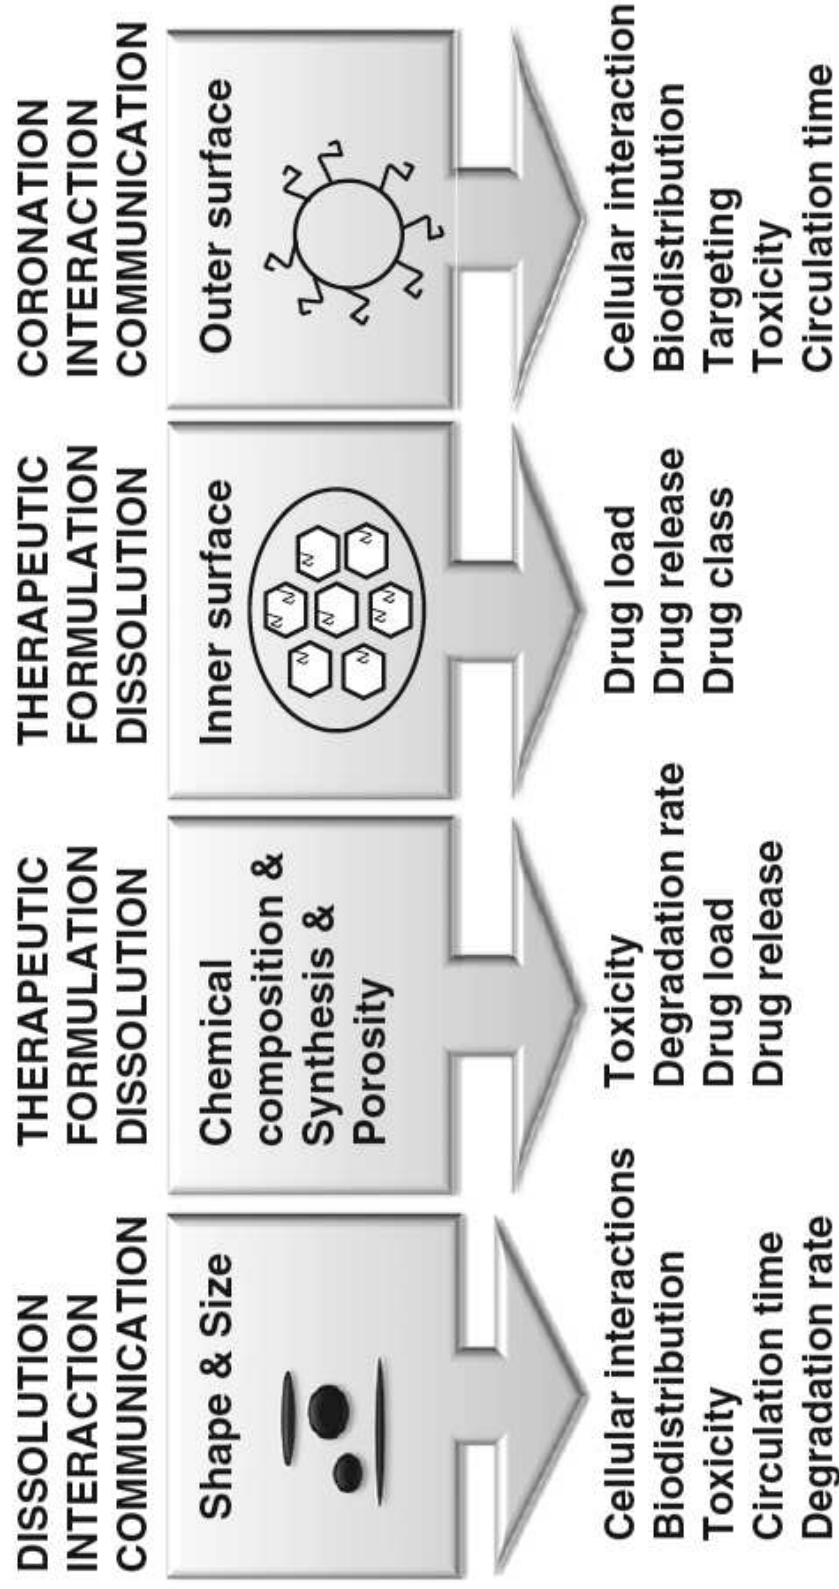 DISSOLUTION
INTERACTION
COMMUNICATION
Shape & Size
Cellular interactions
Biodistribution
Toxicity
Circulation time
Degradation rate
THERAPEUTIC
FORMULATION
DISSOLUTION
Chemical
composition &
Synthesis &
Porosity
Toxicity
Degradation rate
Drug load
Drug release
THERAPEUTIC
FORMULATION
DISSOLUTION
Inner surface
N
N
N
N
N
N
N
N
N
Drug load
Drug release
Drug class
CORONATION
INTERACTION
COMMUNICATION
Outer surface
Cellular interaction
Biodistribution
Targeting
Toxicity
Circulation time